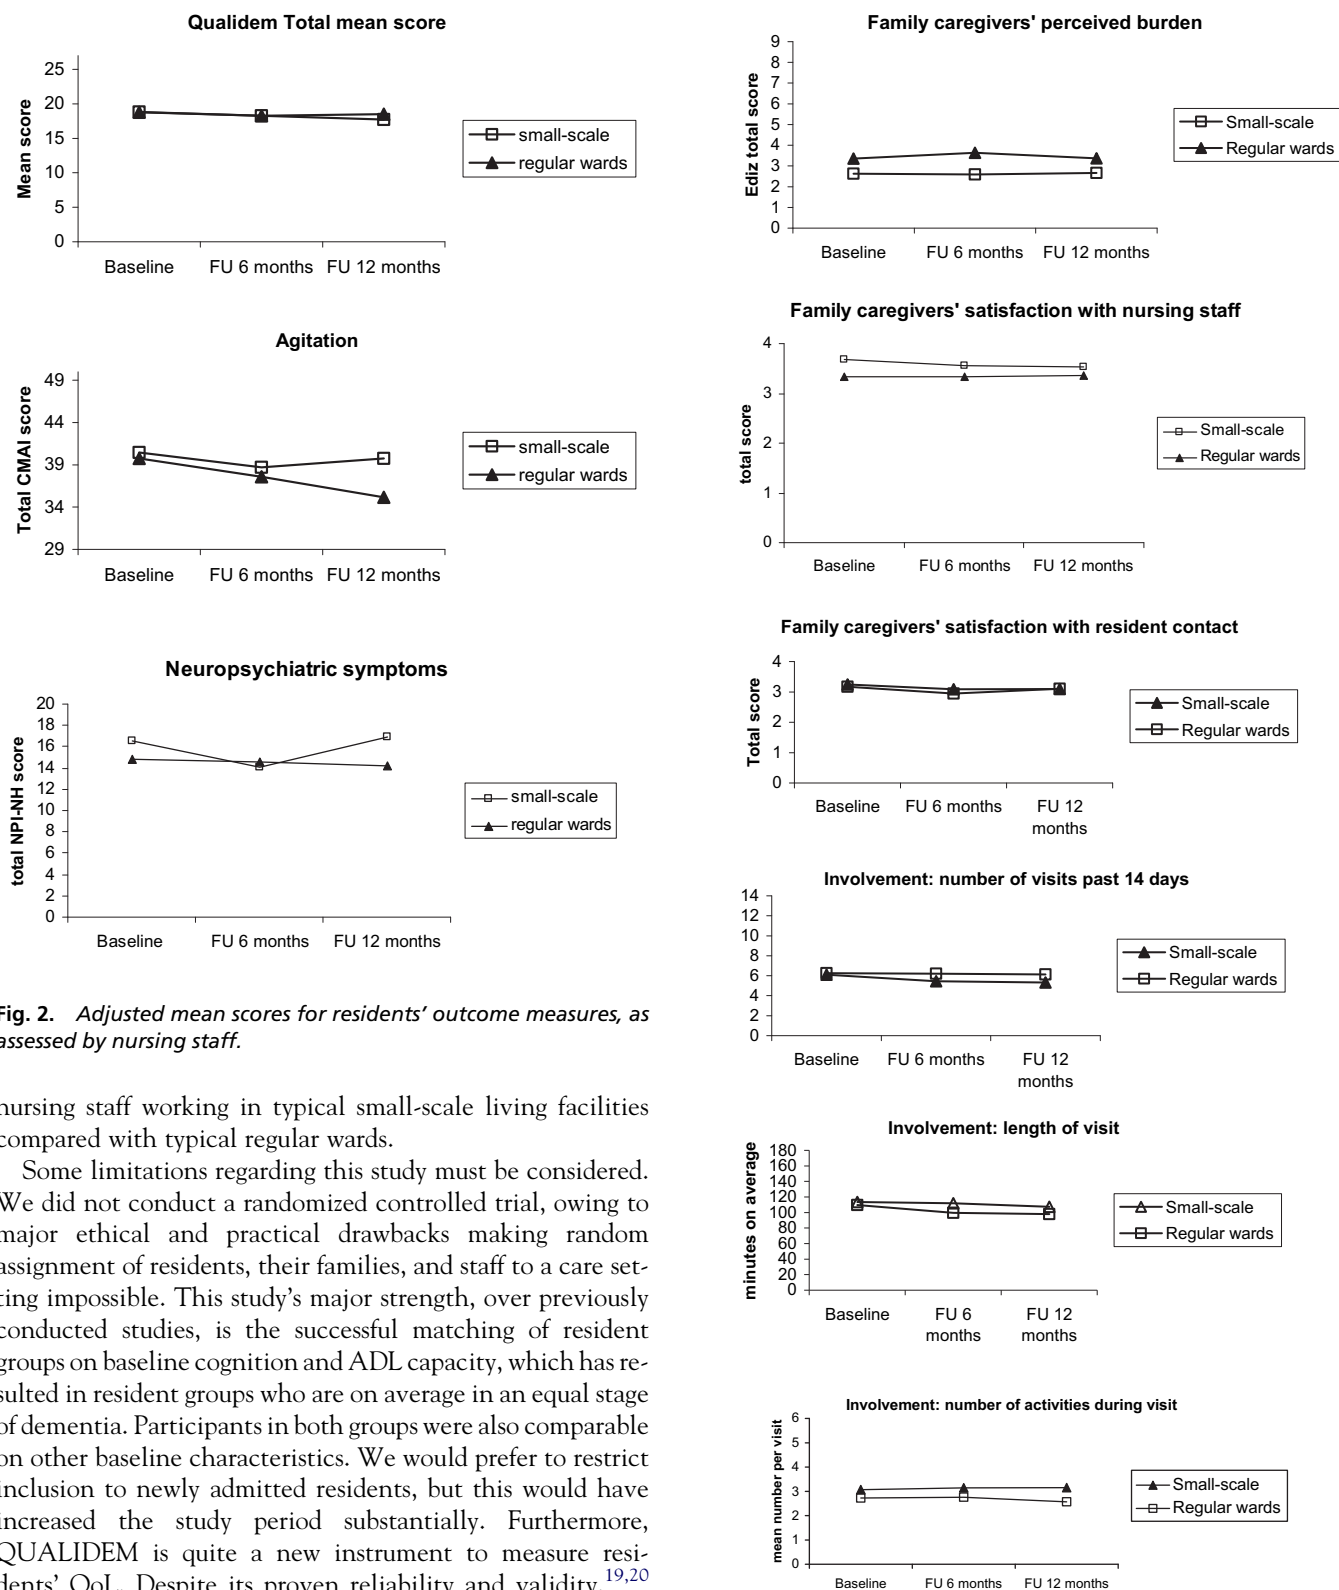 Qualidem Total mean score
Mean score
25
20
15
10
5
0
Baseline FU 6 months FU 12 months
small-scale
regular wards
Agitation
Total CMAI score
49
44
39
34
29
Baseline FU 6 months FU 12 months
small-scale
regular wards
Neuropsychiatric symptoms
total NPI-NH score
20
18
16
14
12
10
8
6
4
2
0
Baseline FU 6 months FU 12 months
small-scale
regular wards
Fig. 2. Adjusted mean scores for residents' outcome measures, as
assessed by nursing staff.
nursing staff working in typical small-scale living facilities
compared with typical regular wards.
Some limitations regarding this study must be considered.
We did not conduct a randomized controlled trial, owing to
major ethical and practical drawbacks making random
assignment of residents, their families, and staff to a care set-
ting impossible. This study's major strength, over previously
conducted studies, is the successful matching of resident
groups on baseline cognition and ADL capacity, which has re-
sulted in resident groups who are on average in an equal stage
of dementia. Participants in both groups were also comparable
on other baseline characteristics. We would prefer to restrict
inclusion to newly admitted residents, but this would have
increased the study period substantially. Furthermore,
QUALIDEM is quite a new instrument to measure resi-
dents' QoL. Despite its proven reliability and validity,19,20
Family caregivers' perceived burden
Ediz total score
9
8
7
6
5
4
3
2
1
0
Baseline FU 6 months FU 12 months
Small-scale
Regular wards
Family caregivers' satisfaction with nursing staff
total score
4
3
2
1
0
Baseline FU 6 months FU 12 months
Small-scale
Regular wards
Family caregivers' satisfaction with resident contact
Total score
4
3
2
1
0
Baseline FU 6 months FU 12
months
Small-scale
Regular wards
Involvement: number of visits past 14 days
14
12
10
8
6
4
2
0
Baseline FU 6 months FU 12
months
Small-scale
Regular wards
Involvement: length of visit
minutes on average
180
160
140
120
100
80
60
40
20
0
Baseline FU 6 FU 12
months months
Small-scale
Regular wards
Involvement: number of activities during visit
mean number per visit
6
5
4
3
2
1
0
Baseline FU 6 months FU 12 months
Small-scale
Regular wards